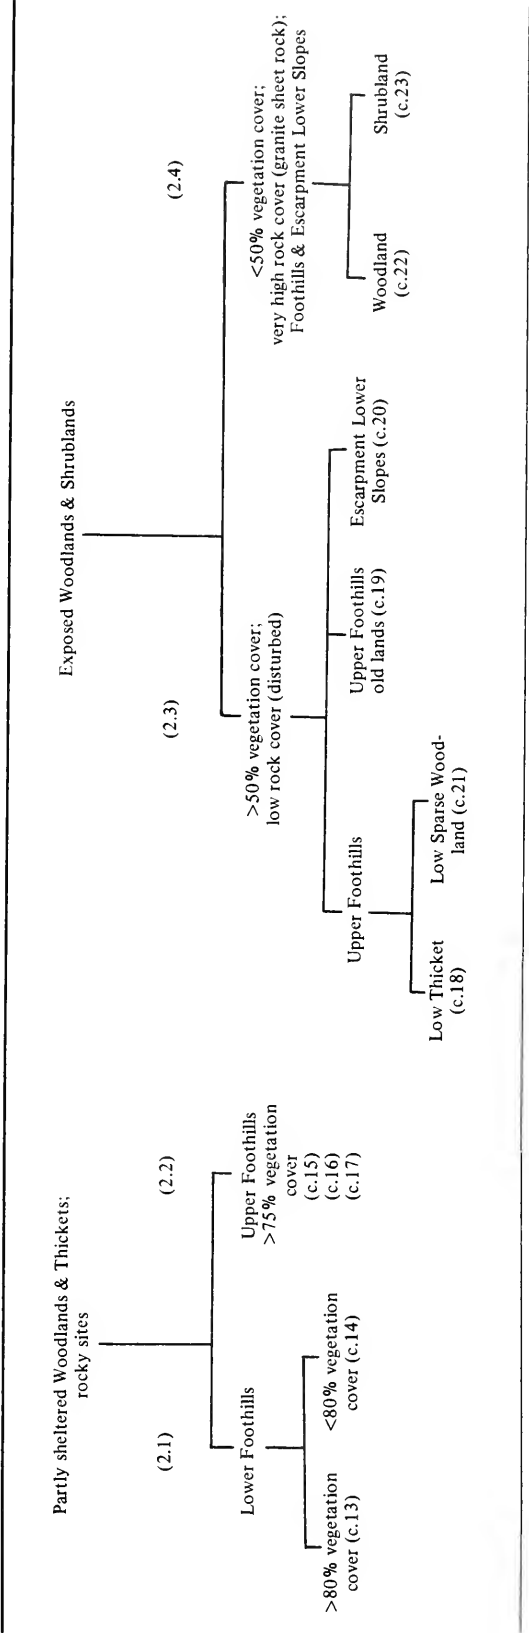 Partly sheltered Woodlands & Thickets;
rocky sites
(2.1)
(2.2)
Lower Foothills
Upper Foothills
>75% vegetation
cover
(c.15)
(c.16)
(c.17)
>80% vegetation
cover (c.13)
<80% vegetation
cover (c.14)
Exposed Woodlands & Shrublands
(2.3)
(2.4)
>50% vegetation cover;
low rock cover (disturbed)
<50% vegetation cover;
very high rock cover (granite sheet rock);
Foothills & Escarpment Lower Slopes
Upper Foothills
Upper Foothills
old lands (c.19)
Escarpment Lower
Slopes (c.20)
Woodland
(c.22)
Shrubland
(c.23)
Low Thicket
(c.18)
Low Sparse Wood-
land (c.21)